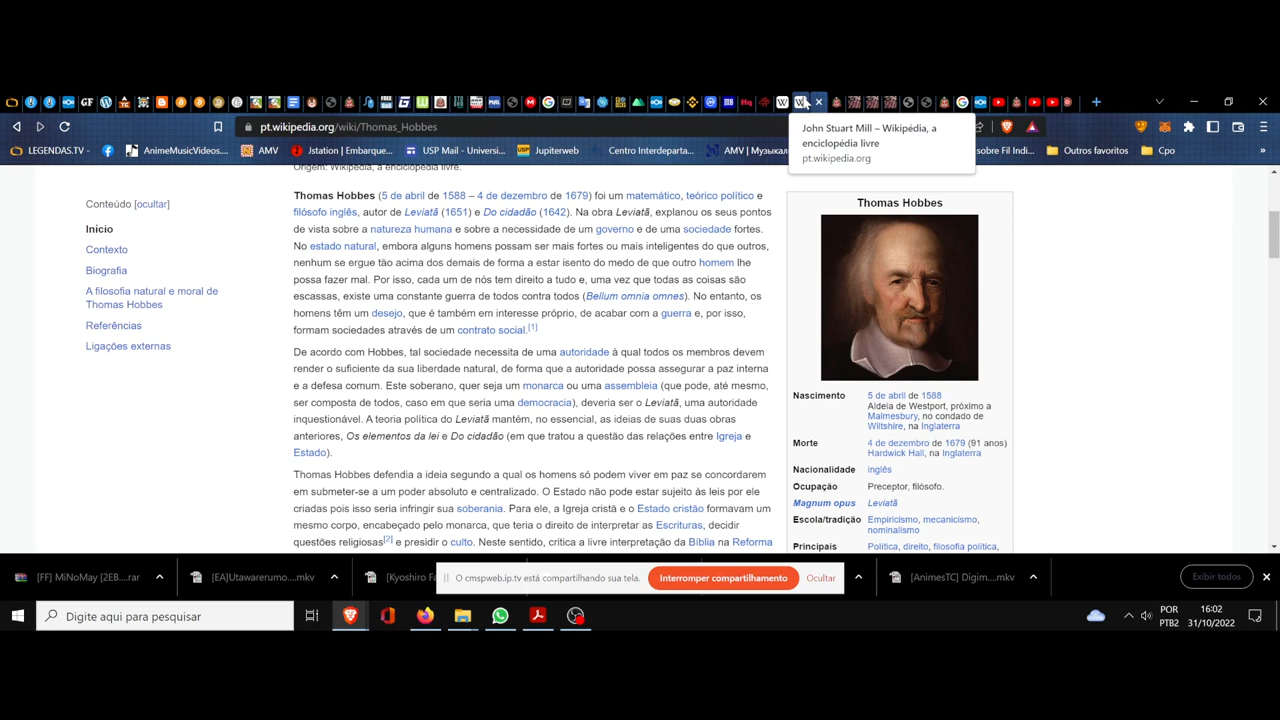 GF
pt.wikipedia.org/wiki/Thomas_Hobbes
John Stuart Mill – Wikipédia, a
enciclopédia livre
pt.wikipedia.org
LEGENDAS.TV
AnimeMusicVideos....
AMV
Jstation | Embarque...
USP Mail - Universi...
Jupiterweb
Centro Interdeparta...
AMV | Музыкал
sobre Fil Indi...
Outros favoritos
Cpo
Origem: Wikipédia, a enciclopédia livre.
Conteúdo [ocultar]
Início
Contexto
Biografia
A filosofia natural e moral de
Thomas Hobbes
Referências
Ligações externas
Thomas Hobbes (5 de abril de 1588 – 4 de dezembro de 1679) foi um matemático, teórico político e
filósofo inglês, autor de Leviatã (1651) e Do cidadão (1642). Na obra Leviatã, explanou os seus pontos
de vista sobre a natureza humana e sobre a necessidade de um governo e de uma sociedade fortes.
No estado natural, embora alguns homens possam ser mais fortes ou mais inteligentes do que outros,
nenhum se ergue tão acima dos demais de forma a estar isento do medo de que outro homem lhe
possa fazer mal. Por isso, cada um de nós tem direito a tudo e, uma vez que todas as coisas são
escassas, existe uma constante guerra de todos contra todos (Bellum omnia omnes). No entanto, os
homens têm um desejo, que é também em interesse próprio, de acabar com a guerra e, por isso,
formam sociedades através de um contrato social.[1]
De acordo com Hobbes, tal sociedade necessita de uma autoridade à qual todos os membros devem
render o suficiente da sua liberdade natural, de forma que a autoridade possa assegurar a paz interna
e a defesa comum. Este soberano, quer seja um monarca ou uma assembleia (que pode, até mesmo,
ser composta de todos, caso em que seria uma democracia), deveria ser o Leviatã, uma autoridade
inquestionável. A teoria política do Leviatã mantém, no essencial, as ideias de suas duas obras
anteriores, Os elementos da lei e Do cidadão (em que tratou a questão das relações entre Igreja e
Estado).
Thomas Hobbes defendia a ideia segundo a qual os homens só podem viver em paz se concordarem
em submeter-se a um poder absoluto e centralizado. O Estado não pode estar sujeito às leis por ele
criadas pois isso seria infringir sua soberania. Para ele, a Igreja cristã e o Estado cristão formavam um
mesmo corpo, encabeçado pelo monarca, que teria o direito de interpretar as Escrituras, decidir
questões religiosas[2] e presidir o culto. Neste sentido, critica a livre interpretação da Bíblia na Reforma
Thomas Hobbes
Nascimento 5 de abril de 1588
Aldeia de Westport, próximo a
Malmesbury, no condado de
Wiltshire, na Inglaterra
Morte 4 de dezembro de 1679 (91 anos)
Hardwick Hall, na Inglaterra
Nacionalidade inglês
Ocupação Preceptor, filósofo.
Magnum opus Leviatã
Escola/tradição Empiricismo, mecanicismo,
nominalismo
Principais Política, direito, filosofia política,
[FF] MiNoMay [2EB....rar
[EA]Utawarerumo....mkv
[Kyoshiro Fa
O cmspweb.ip.tv está compartilhando sua tela.
Interromper compartilhamento
Ocultar
[AnimesTC] Digim....mkv
Exibir todos
Digite aqui para pesquisar
POR
PTB2
16:02
31/10/2022